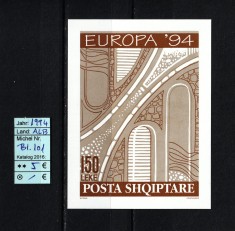 EUROPA '94
Jahr: 1994
Land: ALB
Michel Nr.
Bl. 101
Katalog 2016.
** 5 €
⊙ / €
150
LEKE
POSTA SHQIPTARE